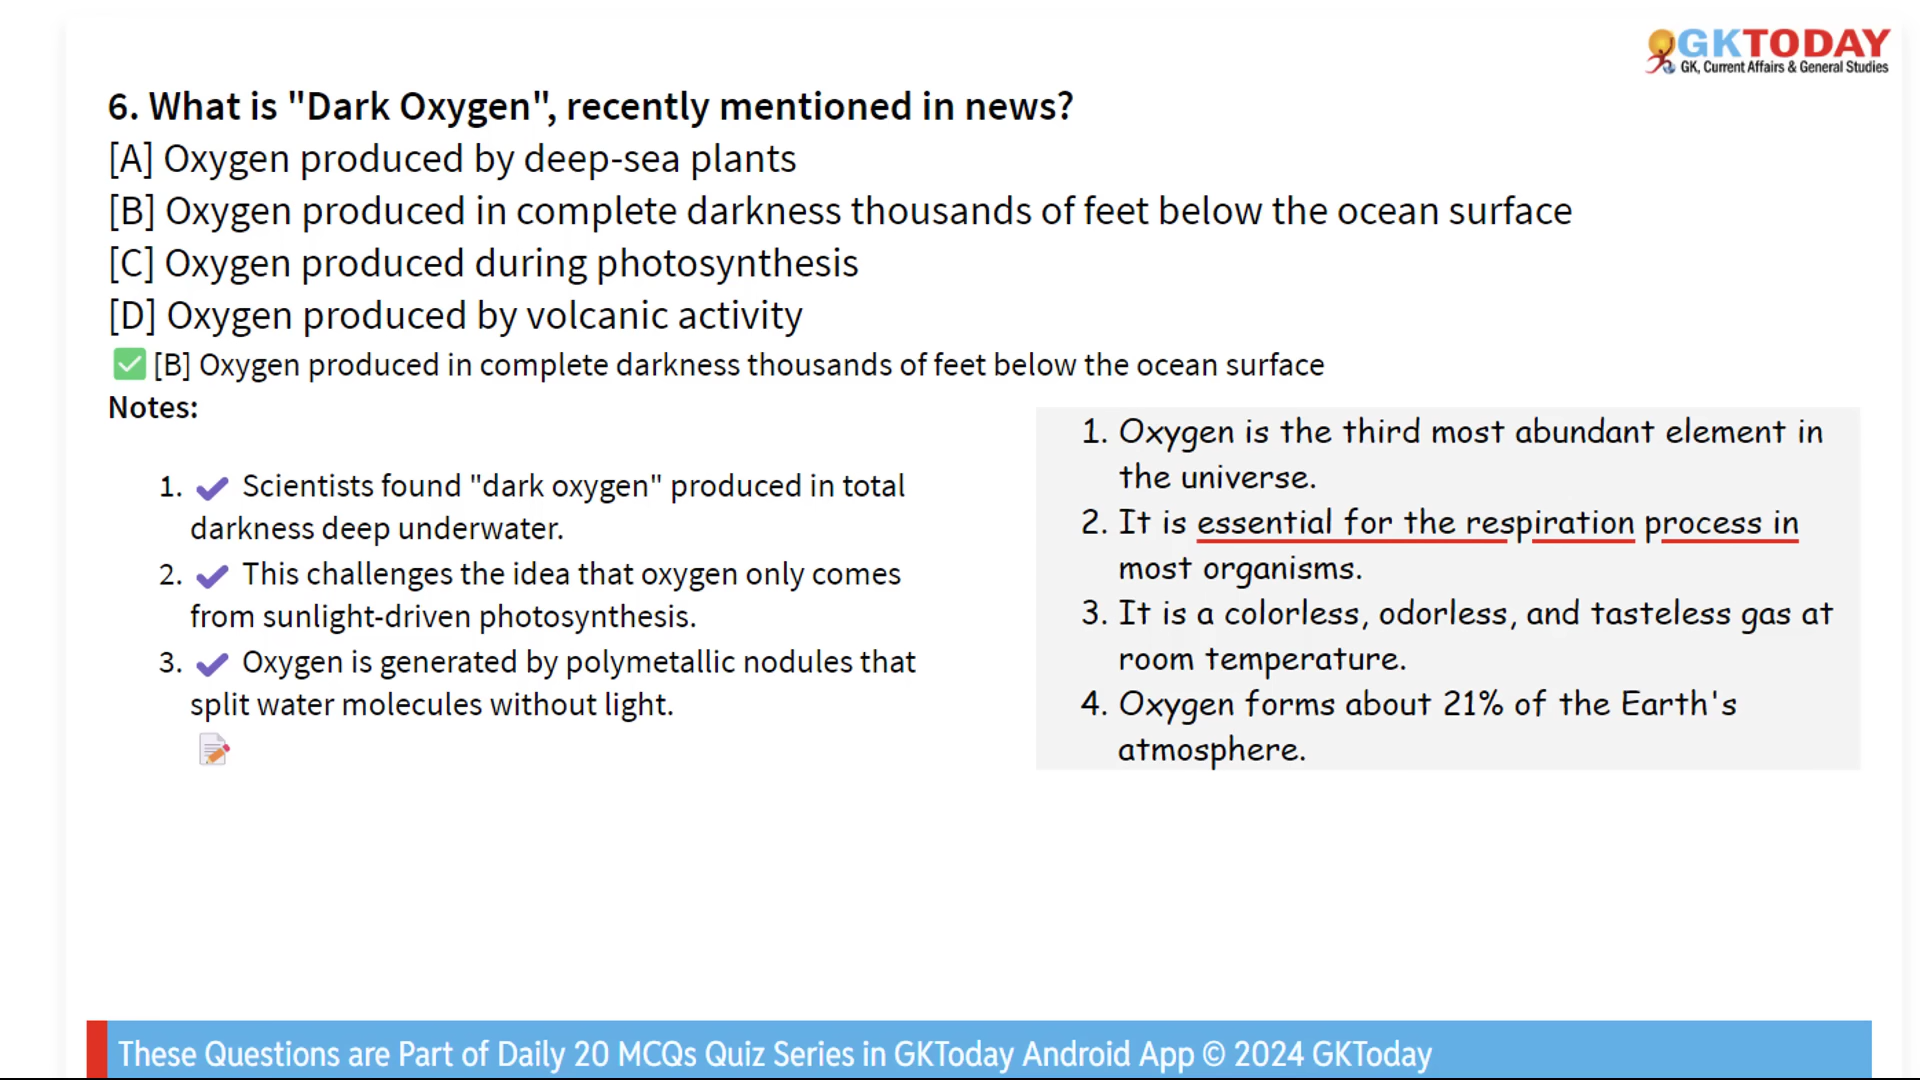 GKTODAY
GK, Current Affairs & General Studies
6. What is "Dark Oxygen", recently mentioned in news?
[A] Oxygen produced by deep-sea plants
[B] Oxygen produced in complete darkness thousands of feet below the ocean surface
[C] Oxygen produced during photosynthesis
[D] Oxygen produced by volcanic activity
✅ [B] Oxygen produced in complete darkness thousands of feet below the ocean surface
Notes:
1. ✔ Scientists found "dark oxygen" produced in total
darkness deep underwater.
2. ✔ This challenges the idea that oxygen only comes
from sunlight-driven photosynthesis.
3. ✔ Oxygen is generated by polymetallic nodules that
split water molecules without light.
1. Oxygen is the third most abundant element in
the universe.
2. It is essential for the respiration process in
most organisms.
3. It is a colorless, odorless, and tasteless gas at
room temperature.
4. Oxygen forms about 21% of the Earth's
atmosphere.
These Questions are Part of Daily 20 MCQs Quiz Series in GKToday Android App © 2024 GKToday